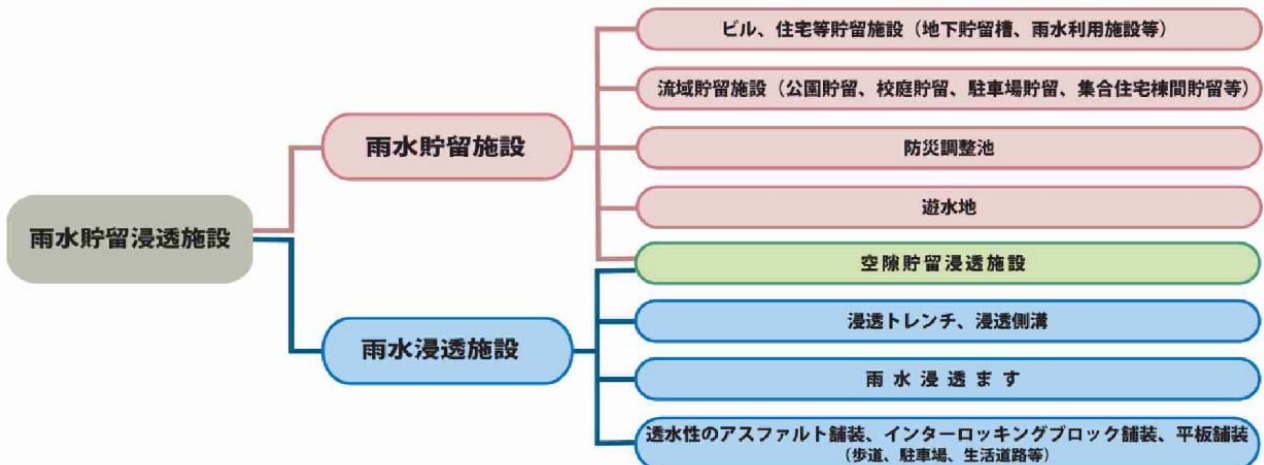 雨水貯留浸透施設
雨水貯留施設
ビル、住宅等貯留施設（地下貯留槽、雨水利用施設等）
流域貯留施設（公園貯留、校庭貯留、駐車場貯留、集合住宅棟間貯留等）
防災調整池
遊水地
空隙貯留浸透施設
雨水浸透施設
浸透トレンチ、浸透側溝
雨水浸透ます
透水性のアスファルト舗装、インターロッキングブロック舗装、平板舗装
（歩道、駐車場、生活道路等）